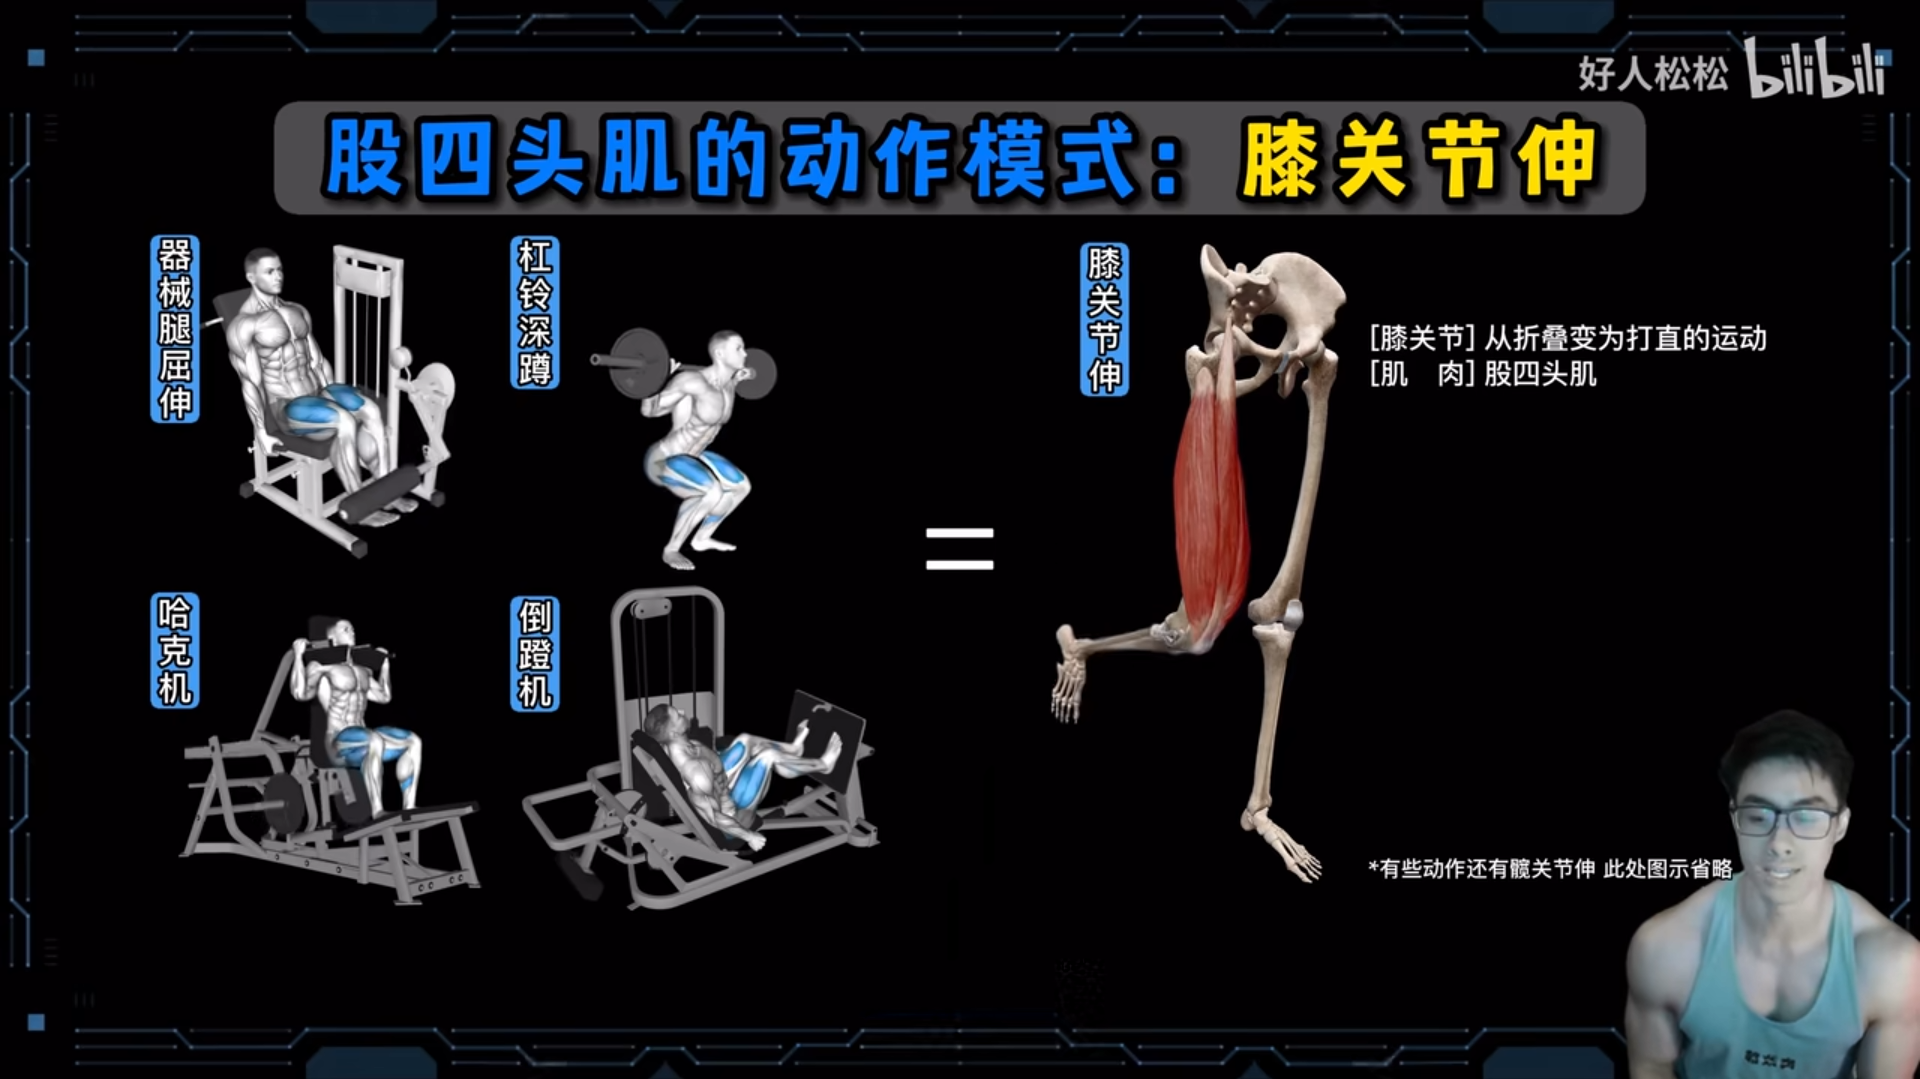 好人松松 bilibili
股四头肌的动作模式：膝关节伸
器械腿屈伸
杠铃深蹲
膝关节伸
[膝关节] 从折叠变为打直的运动
[肌　肉] 股四头肌
哈克机
倒蹬机
*有些动作还有髋关节伸 此处图示省略